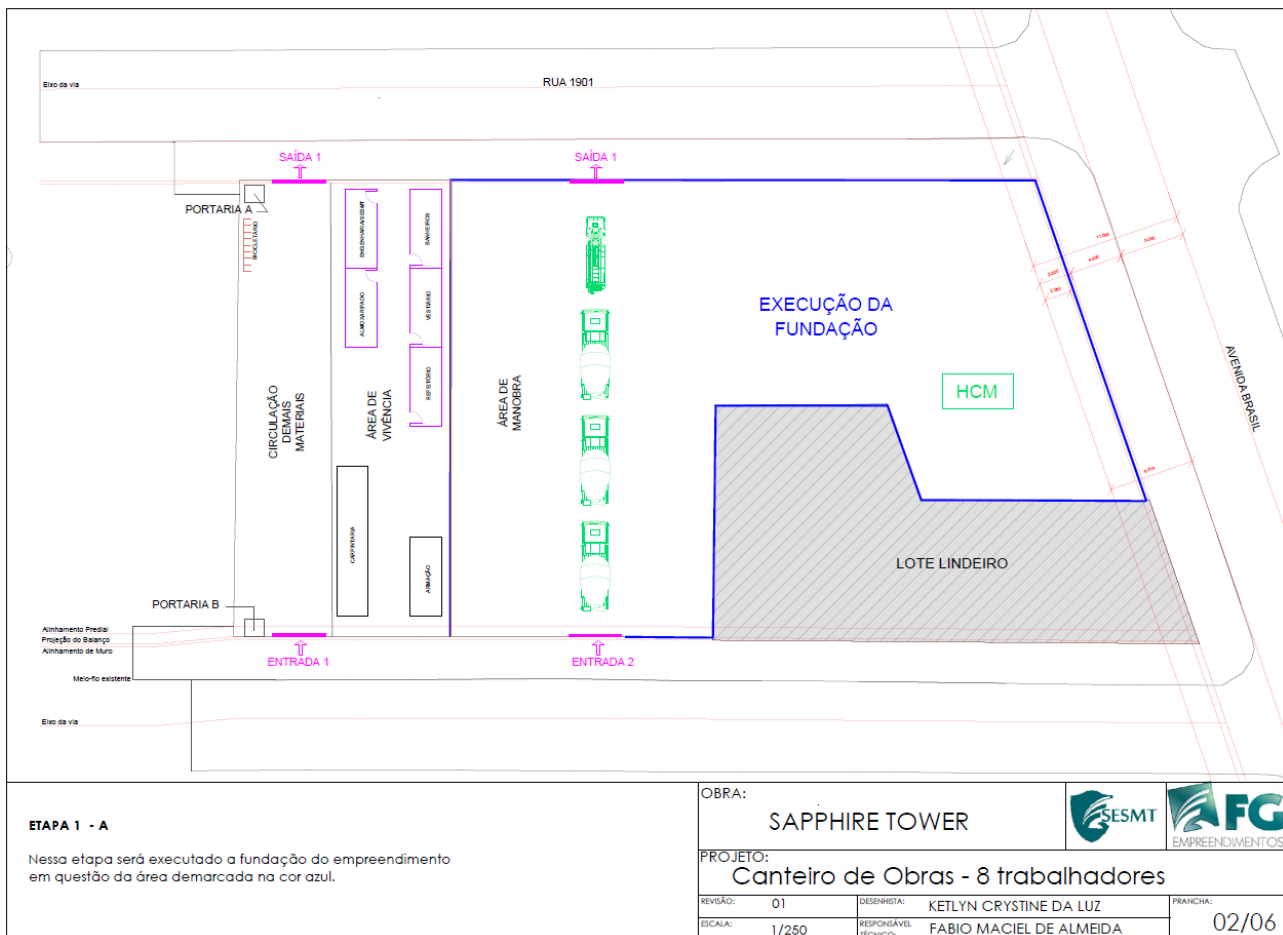 Eixo da via
RUA 1901
SAÍDA 1
SAÍDA 1
PORTARIA A
BICICLETÁRIO
ENGENHARIA/SESMT
BANHEIROS
ALMOXARIFADO
VESTIÁRIO
REFEITÓRIO
CIRCULAÇÃO
DEMAIS
MATERIAIS
ÁREA DE
VIVÊNCIA
ÁREA DE
MANOBRA
EXECUÇÃO DA
FUNDAÇÃO
HCM
AVENIDA BRASIL
CARPINTARIA
ARMAÇÃO
LOTE LINDEIRO
PORTARIA B
Alinhamento Predial
Projeção do Balanço
Alinhamento de Muro
ENTRADA 1
ENTRADA 2
Meio-fio existente
Eixo da via
ETAPA 1 - A
Nessa etapa será executado a fundação do empreendimento
em questão da área demarcada na cor azul.
OBRA:
SAPPHIRE TOWER
SESMT
FG
EMPREENDIMENTOS
PROJETO:
Canteiro de Obras - 8 trabalhadores
REVISÃO: 01
DESENHISTA: KETLYN CRYSTINE DA LUZ
PRANCHA:
02/06
ESCALA: 1/250
RESPONSÁVEL
TÉCNICO: FABIO MACIEL DE ALMEIDA